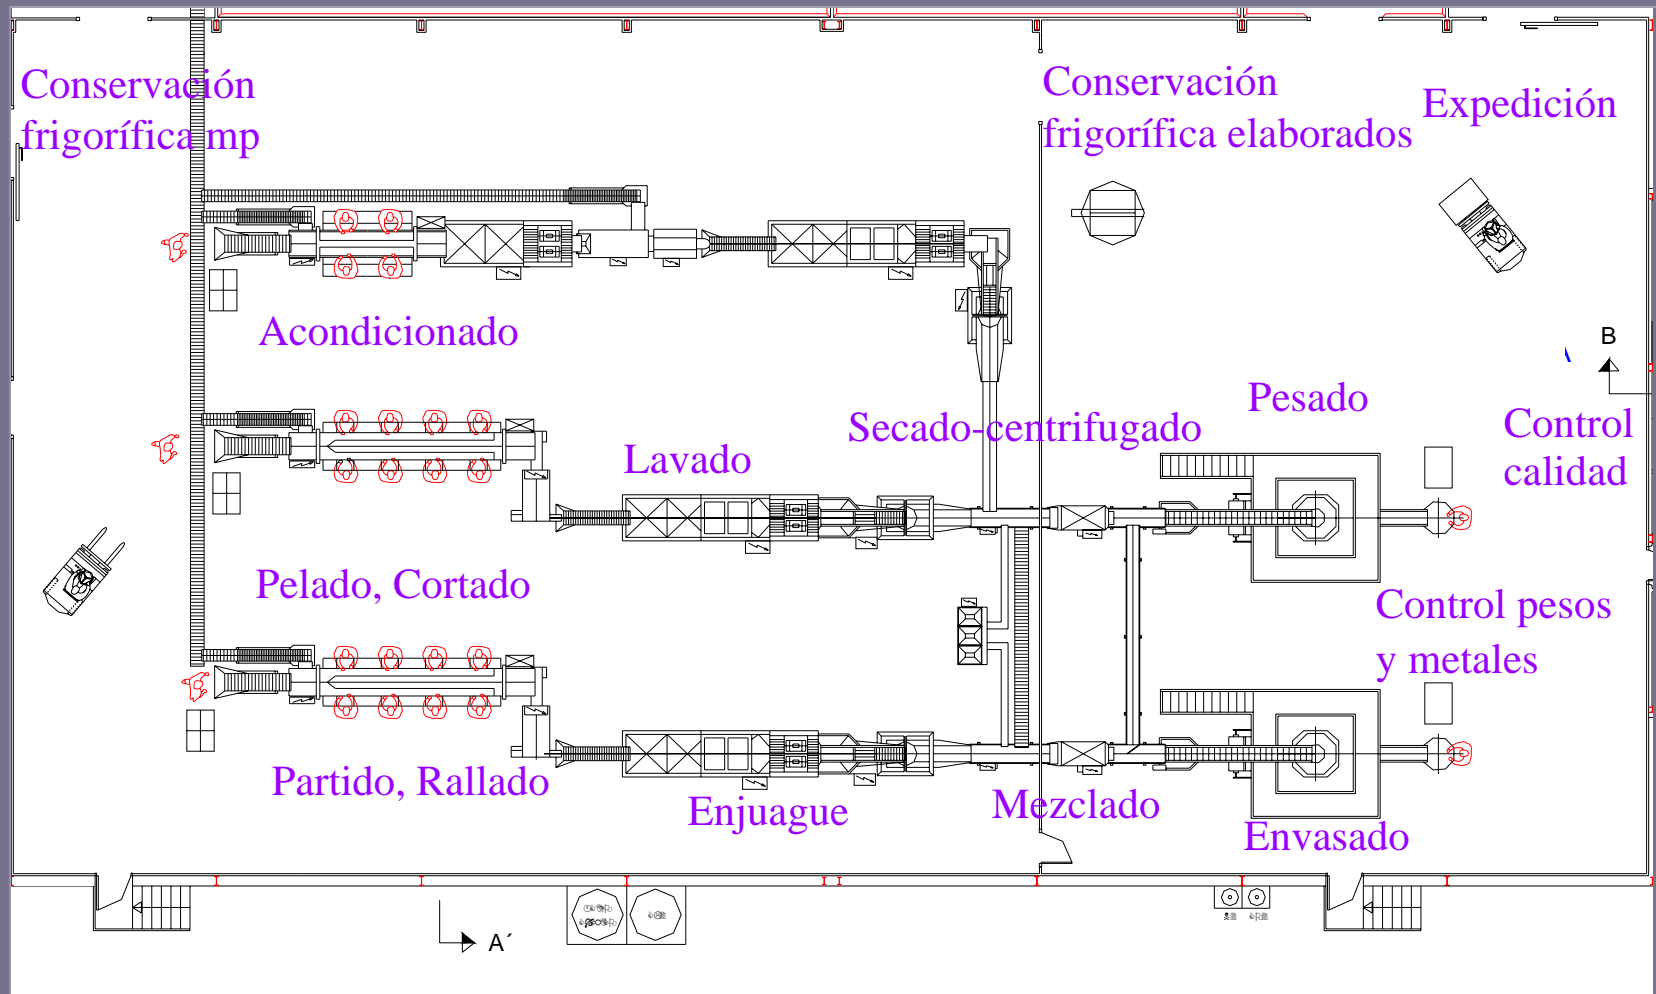 Conservación
frigorífica mp
Conservación
frigorífica elaborados
Expedición
Acondicionado
B
Pesado
Secado-centrifugado
Control
calidad
Lavado
Pelado, Cortado
Control pesos
y metales
Partido, Rallado
Enjuague
Mezclado
Envasado
A´